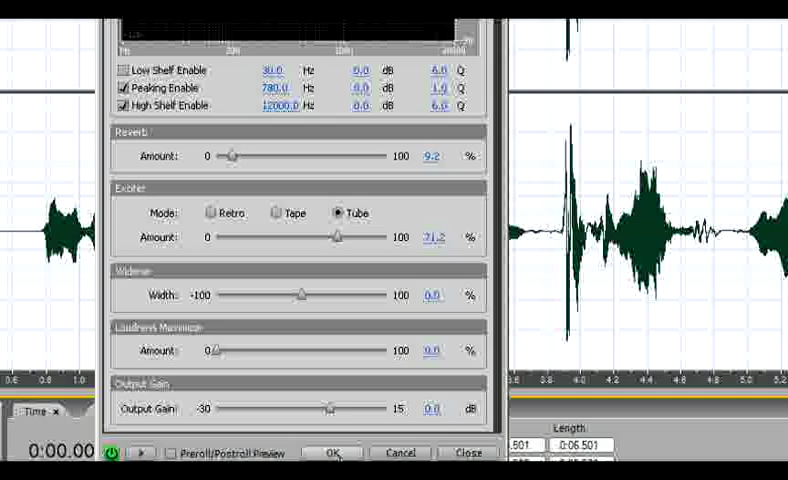 Hz 200 20000
Low Shelf Enable 30.0 Hz 0.0 dB 6.0 Q
Peaking Enable 780.0 Hz 0.0 dB 1.0 Q
High Shelf Enable 12000.0 Hz 0.0 dB 6.0 Q
Reverb
Amount: 0 100 9.2 %
Exciter
Mode: Retro Tape Tube
Amount: 0 100 71.2 %
Widener
Width: -100 100 0.0 %
Loudness Maximizer
Amount: 0 100 0.0 %
0.6 0.8 1.0 3.6 3.8 4.0 4.2 4.4 4.6 4.8 5.0 5.2
Output Gain
Output Gain: -30 15 0.0 dB
Time x
Length
0:00.00
.501 0:06.501
Preroll/Postroll Preview OK Cancel Close